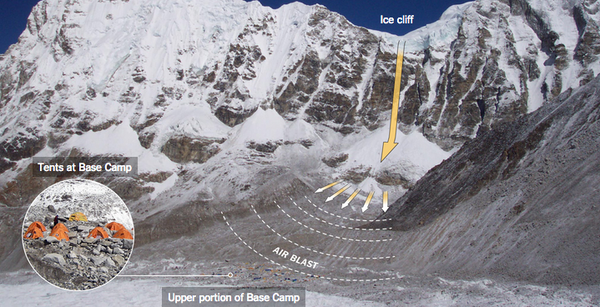 Ice cliff
Tents at Base Camp
AIR BLAST
Upper portion of Base Camp